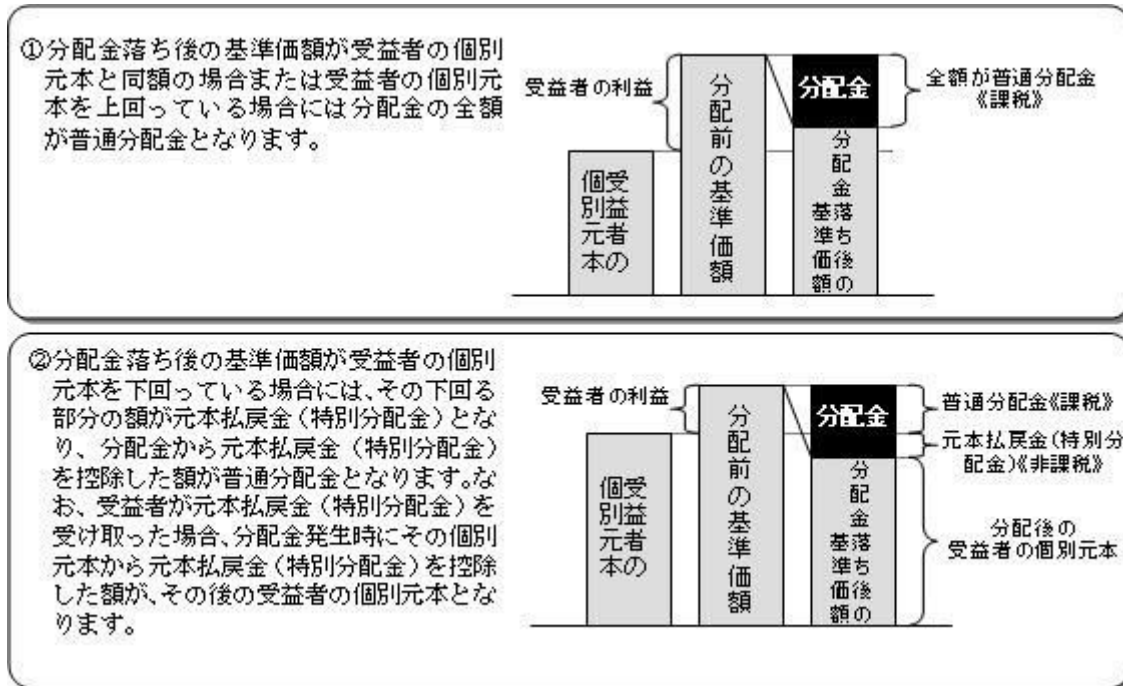 ①分配金落ち後の基準価額が受益者の個別
元本と同額の場合または受益者の個別元
本を上回っている場合には分配金の全額
が普通分配金となります。
受益者の利益
分配前の基準価額
分配金
全額が普通分配金
《課税》
受益者の
個別元本
分配金
落ち後の
基準価額
②分配金落ち後の基準価額が受益者の個別
元本を下回っている場合には、その下回る
部分の額が元本払戻金(特別分配金)とな
り、分配金から元本払戻金(特別分配金)
を控除した額が普通分配金となります。な
お、受益者が元本払戻金(特別分配金)を
受け取った場合、分配金発生時にその個別
元本から元本払戻金(特別分配金)を控除
した額が、その後の受益者の個別元本とな
ります。
受益者の利益
分配前の基準価額
分配金
普通分配金《課税》
元本払戻金(特別分
配金)《非課税》
受益者の
個別元本
分配金
落ち後の
基準価額
分配後の
受益者の個別元本